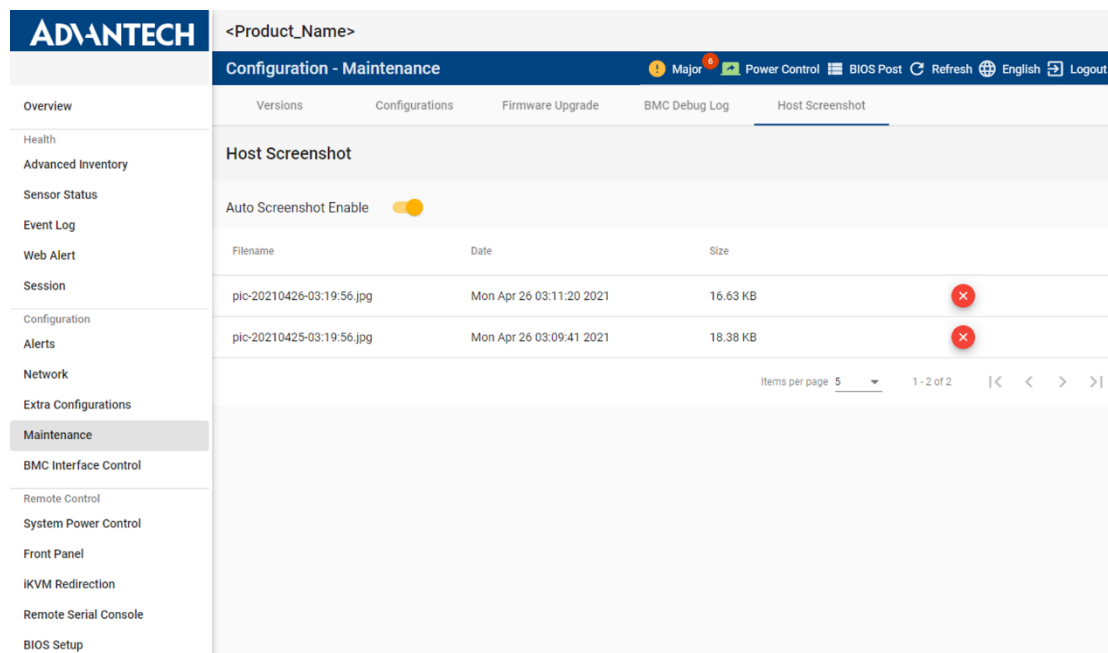 ADVANTECH
<Product_Name>
Configuration - Maintenance
! Major 6 Power Control BIOS Post Refresh English Logout
Overview
Health
Advanced Inventory
Sensor Status
Event Log
Web Alert
Session
Configuration
Alerts
Network
Extra Configurations
Maintenance
BMC Interface Control
Remote Control
System Power Control
Front Panel
iKVM Redirection
Remote Serial Console
BIOS Setup
Versions Configurations Firmware Upgrade BMC Debug Log Host Screenshot
Host Screenshot
Auto Screenshot Enable
Filename Date Size
pic-20210426-03:19:56.jpg Mon Apr 26 03:11:20 2021 16.63 KB
pic-20210425-03:19:56.jpg Mon Apr 26 03:09:41 2021 18.38 KB
Items per page 5 1 - 2 of 2